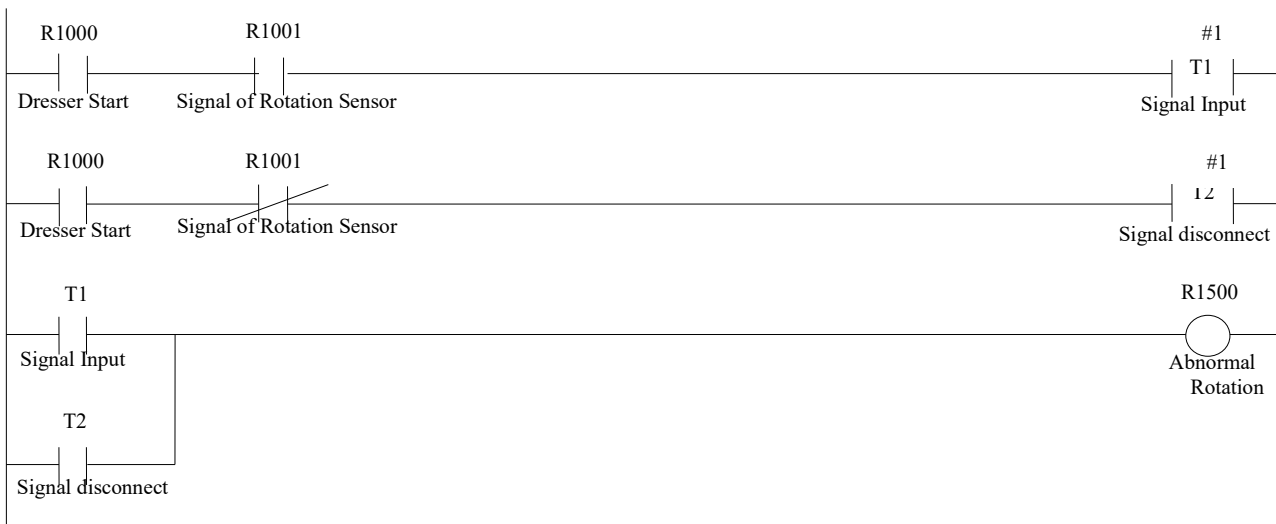 R1000 R1001 #1
T1
Dresser Start Signal of Rotation Sensor Signal Input
R1000 R1001 #1
T2
Dresser Start Signal of Rotation Sensor Signal disconnect
T1 R1500
Signal Input Abnormal
Rotation
T2
Signal disconnect